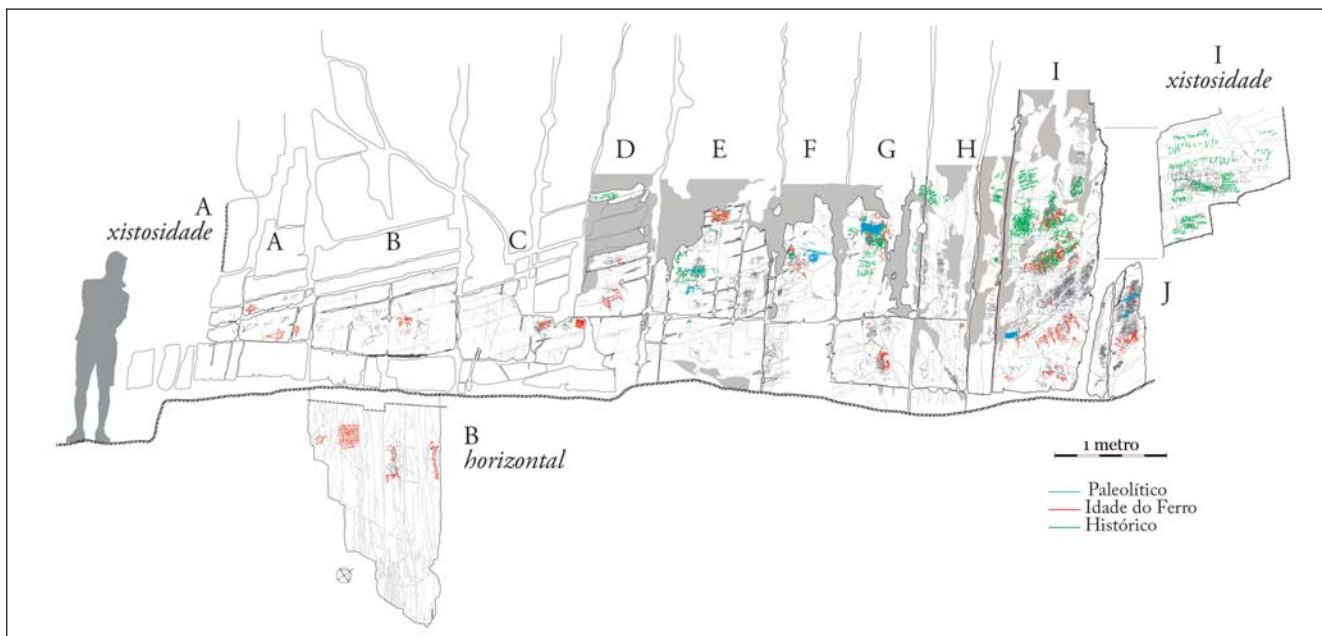 I
I
xistosidade
D
E
F
G
H
A
xistosidade
A
B
C
J
B
horizontal
1 metro
Paleolítico
Idade do Ferro
Histórico